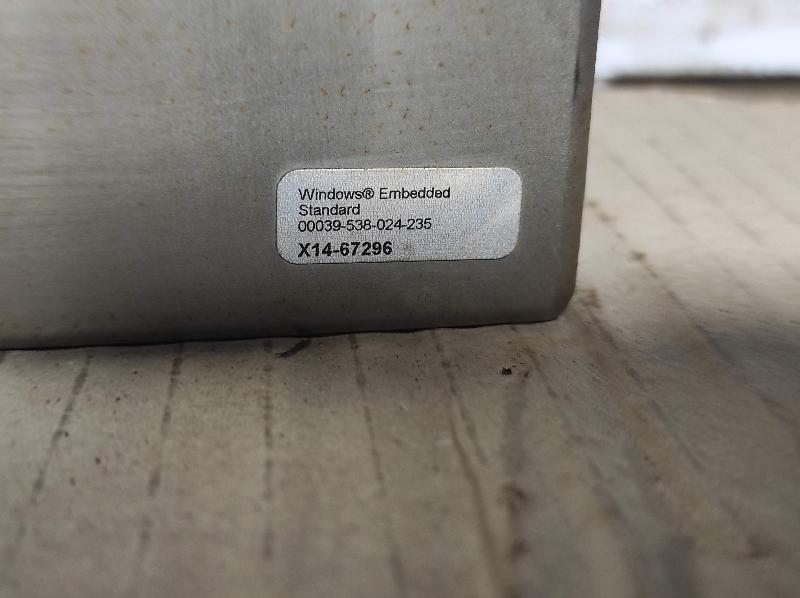 Windows® Embedded
Standard
00039-538-024-235
X14-67296